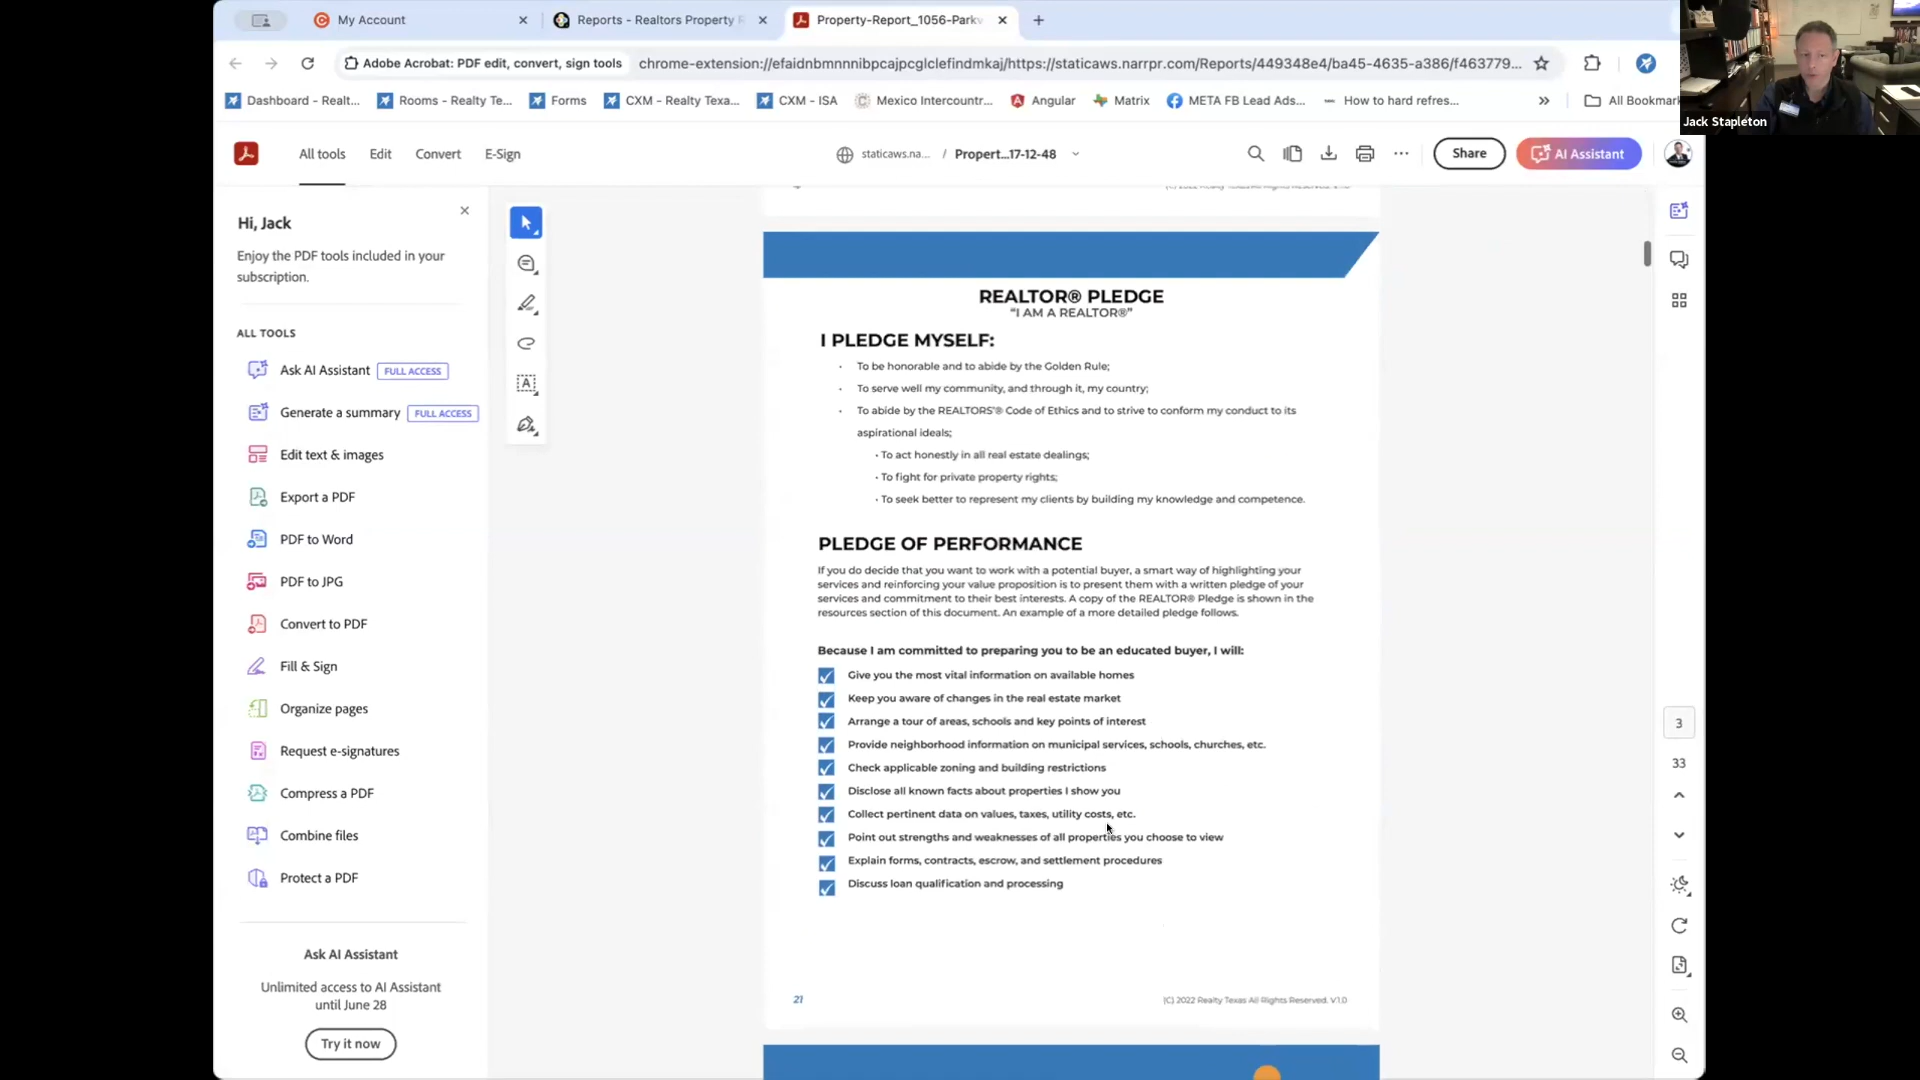 My Account
Reports - Realtors Property R
Property-Report_1056-Park
Adobe Acrobat: PDF edit, convert, sign tools
chrome-extension://efaidnbmnnnibpcajpcglclefindmkaj/https://staticaws.narrpr.com/Reports/449348e4/ba45-4635-a386/f463779...
Dashboard - Realt...
Rooms - Realty Te...
Forms
CXM - Realty Texa...
CXM - ISA
Mexico Intercountr...
Angular
Matrix
META FB Lead Ads...
How to hard refres...
All Bookmar
Jack Stapleton
All tools
Edit
Convert
E-Sign
staticaws.na... / Propert...17-12-48
Share
AI Assistant
Hi, Jack
Enjoy the PDF tools included in your
subscription.
ALL TOOLS
Ask AI Assistant FULL ACCESS
Generate a summary FULL ACCESS
Edit text & images
Export a PDF
PDF to Word
PDF to JPG
Convert to PDF
Fill & Sign
Organize pages
Request e-signatures
Compress a PDF
Combine files
Protect a PDF
Ask AI Assistant
Unlimited access to AI Assistant
until June 28
Try it now
(C) 2022 Realty Texas All Rights Reserved. V.1.0
REALTOR® PLEDGE
“I AM A REALTOR®”
I PLEDGE MYSELF:
• To be honorable and to abide by the Golden Rule;
• To serve well my community, and through it, my country;
• To abide by the REALTORS'® Code of Ethics and to strive to conform my conduct to its
aspirational ideals;
• To act honestly in all real estate dealings;
• To fight for private property rights;
• To seek better to represent my clients by building my knowledge and competence.
PLEDGE OF PERFORMANCE
If you do decide that you want to work with a potential buyer, a smart way of highlighting your
services and reinforcing your value proposition is to present them with a written pledge of your
services and commitment to their best interests. A copy of the REALTOR® Pledge is shown in the
resources section of this document. An example of a more detailed pledge follows.
Because I am committed to preparing you to be an educated buyer, I will:
Give you the most vital information on available homes
Keep you aware of changes in the real estate market
Arrange a tour of areas, schools and key points of interest
Provide neighborhood information on municipal services, schools, churches, etc.
Check applicable zoning and building restrictions
Disclose all known facts about properties I show you
Collect pertinent data on values, taxes, utility costs, etc.
Point out strengths and weaknesses of all properties you choose to view
Explain forms, contracts, escrow, and settlement procedures
Discuss loan qualification and processing
21
(C) 2022 Realty Texas All Rights Reserved. V.1.0
3
33